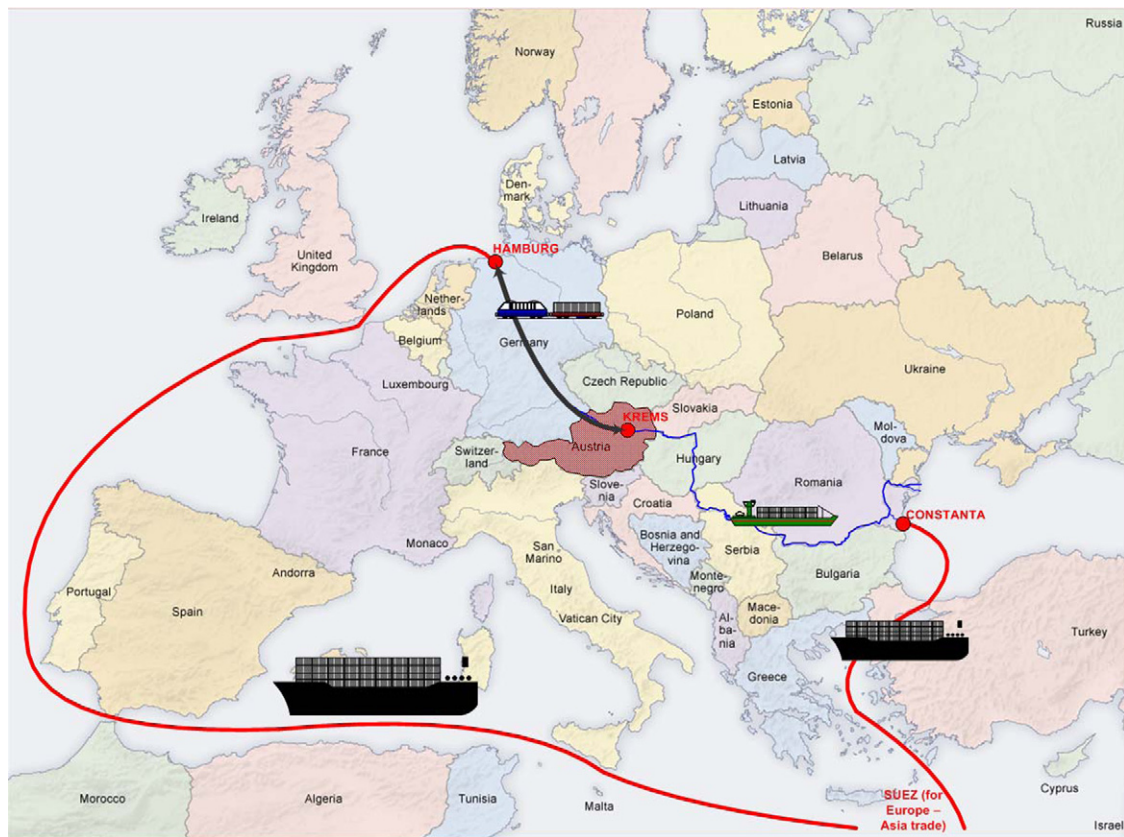 Russia
Norway
Estonia
Latvia
Den-
mark
Lithuania
Ireland
United
Kingdom
HAMBURG
Belarus
Nether-
lands
Poland
Belgium
Germany
Ukraine
Luxembourg
Czech Republic
Slovakia
KREMS
Mol-
dova
Austria
France
Switzer-
land
Hungary
Romania
Slove-
nia
Croatia
CONSTANTA
Monaco
San
Marino
Bosnia and
Herzego-
vina
Serbia
Andorra
Bulgaria
Portugal
Italy
Monte-
negro
Spain
Vatican City
Mace-
donia
Al-
ba-
nia
Turkey
Greece
Morocco
Algeria
Tunisia
Malta
Cyprus
SUEZ (for
Europe –
Asia trade)
Israel